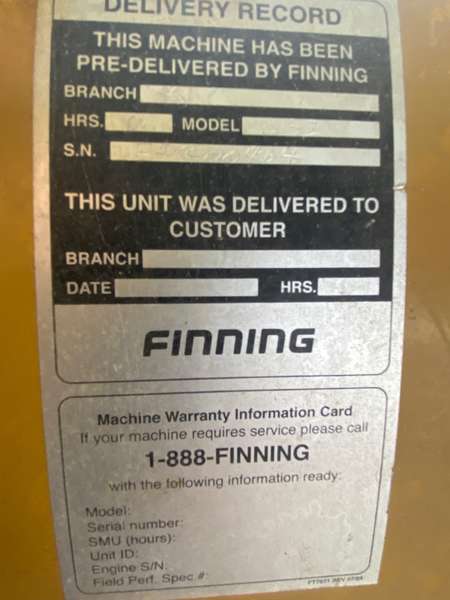 DELIVERY RECORD
THIS MACHINE HAS BEEN
PRE-DELIVERED BY FINNING
BRANCH
HRS. MODEL
S.N.
THIS UNIT WAS DELIVERED TO
CUSTOMER
BRANCH
DATE HRS.
FINNING
Machine Warranty Information Card
If your machine requires service please call
1-888-FINNING
with the following information ready:
Model:
Serial number:
SMU (hours):
Unit ID:
Engine S/N.
Field Perf. Spec #: